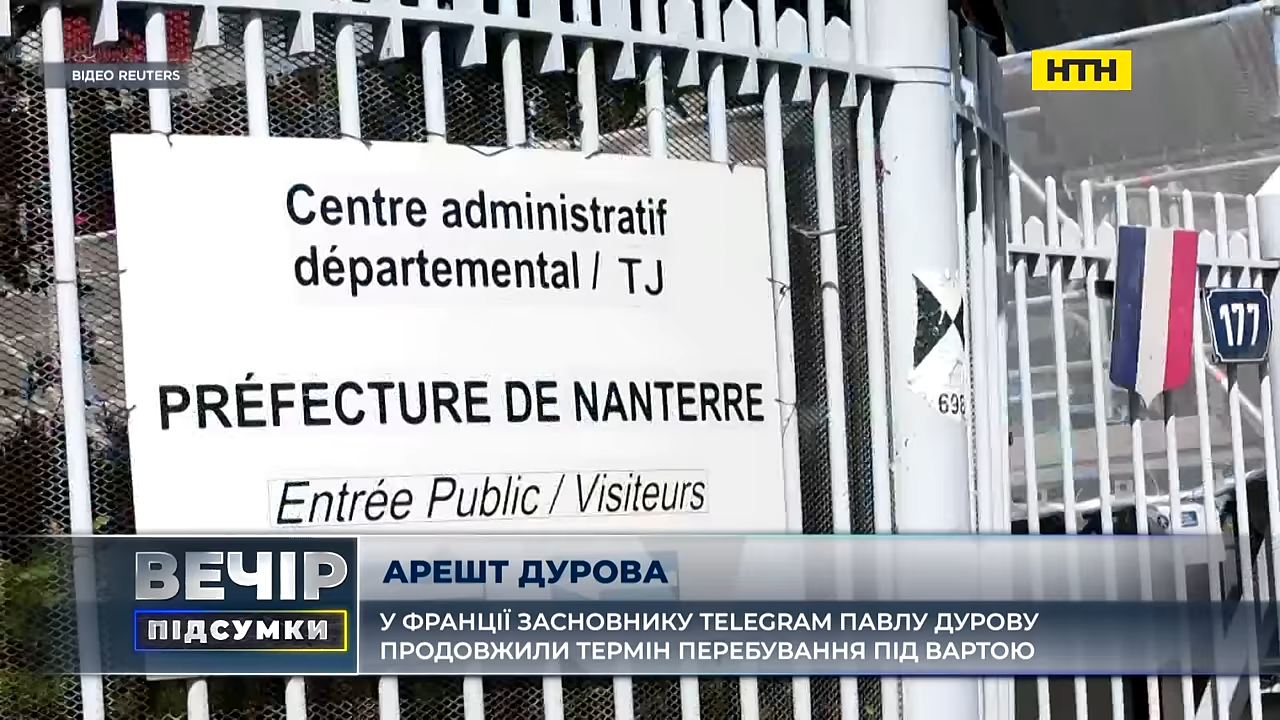 ВІДЕО REUTERS
НТН
Centre administratif
départemental / TJ
PRÉFECTURE DE NANTERRE
Entrée Public / Visiteurs
177
698
ВЕЧІР
ПІДСУМКИ
АРЕШТ ДУРОВА
У ФРАНЦІЇ ЗАСНОВНИКУ TELEGRAM ПАВЛУ ДУРОВУ
ПРОДОВЖИЛИ ТЕРМІН ПЕРЕБУВАННЯ ПІД ВАРТОЮ